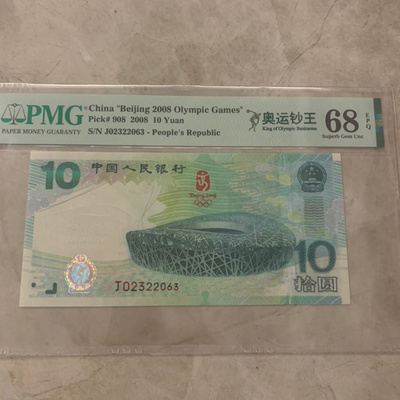 PMG
PAPER MONEY GUARANTY
China "Beijing 2008 Olympic Games"
Pick# 908 2008 10 Yuan
S/N J02322063 - People's Republic
奥运钞王
King of Olympic Banknotes
68 EPQ
Superb Gem Unc
10
中国人民银行
Beijing 2008
J02322063
10
拾圆